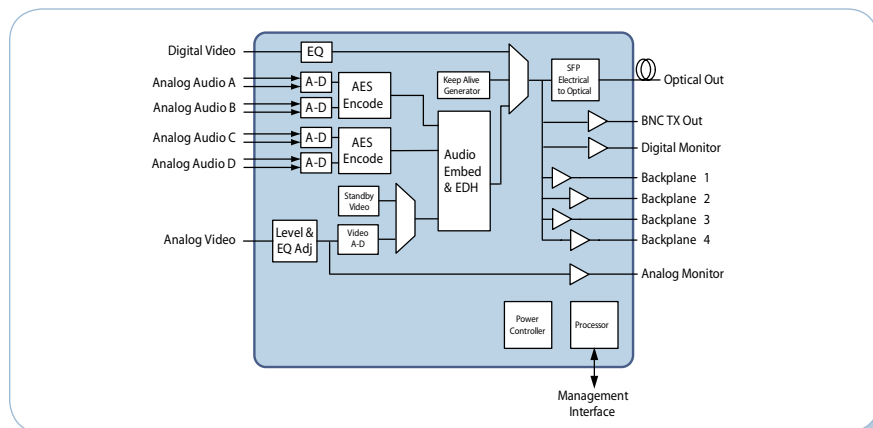 Digital Video
EQ
Analog Audio A
A-D
AES
Encode
Analog Audio B
A-D
Analog Audio C
A-D
AES
Encode
Analog Audio D
A-D
Keep Alive
Generator
SFP
Electrical
to Optical
Optical Out
BNC TX Out
Digital Monitor
Audio
Embed
& EDH
Backplane 1
Backplane 2
Backplane 3
Backplane 4
Standby
Video
Analog Video
Level &
EQ Adj
Video
A-D
Analog Monitor
Power
Controller
Processor
Management
Interface